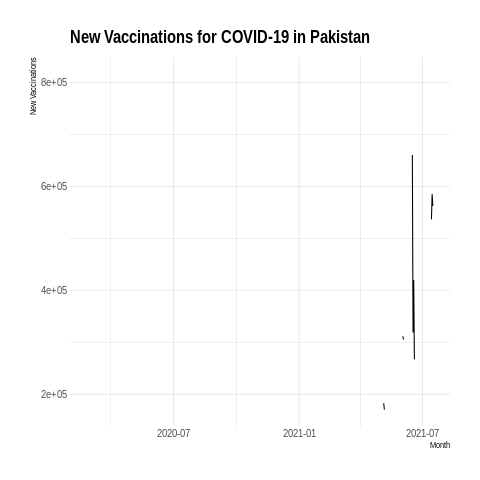 New Vaccinations for COVID-19 in Pakistan
New Vaccinations
8e+05
6e+05
4e+05
2e+05
2020-07
2021-01
2021-07
Month